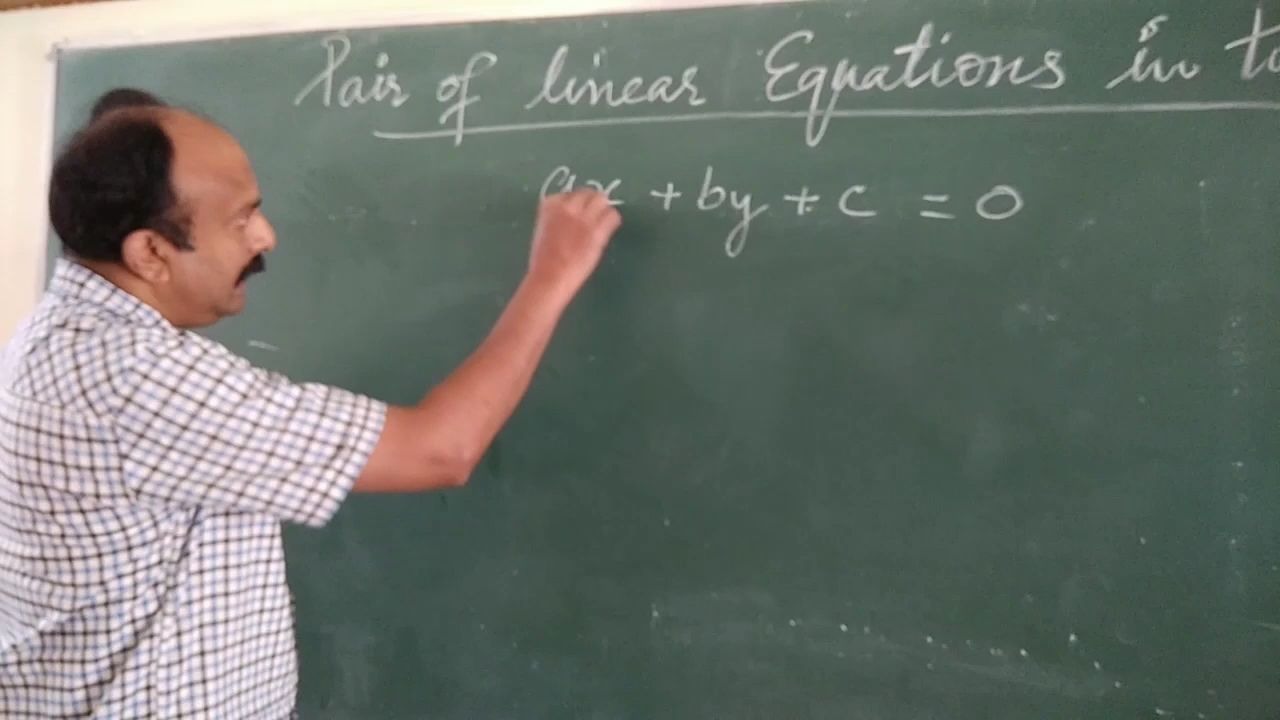 Pair of linear Equations in
ax + by + c = 0